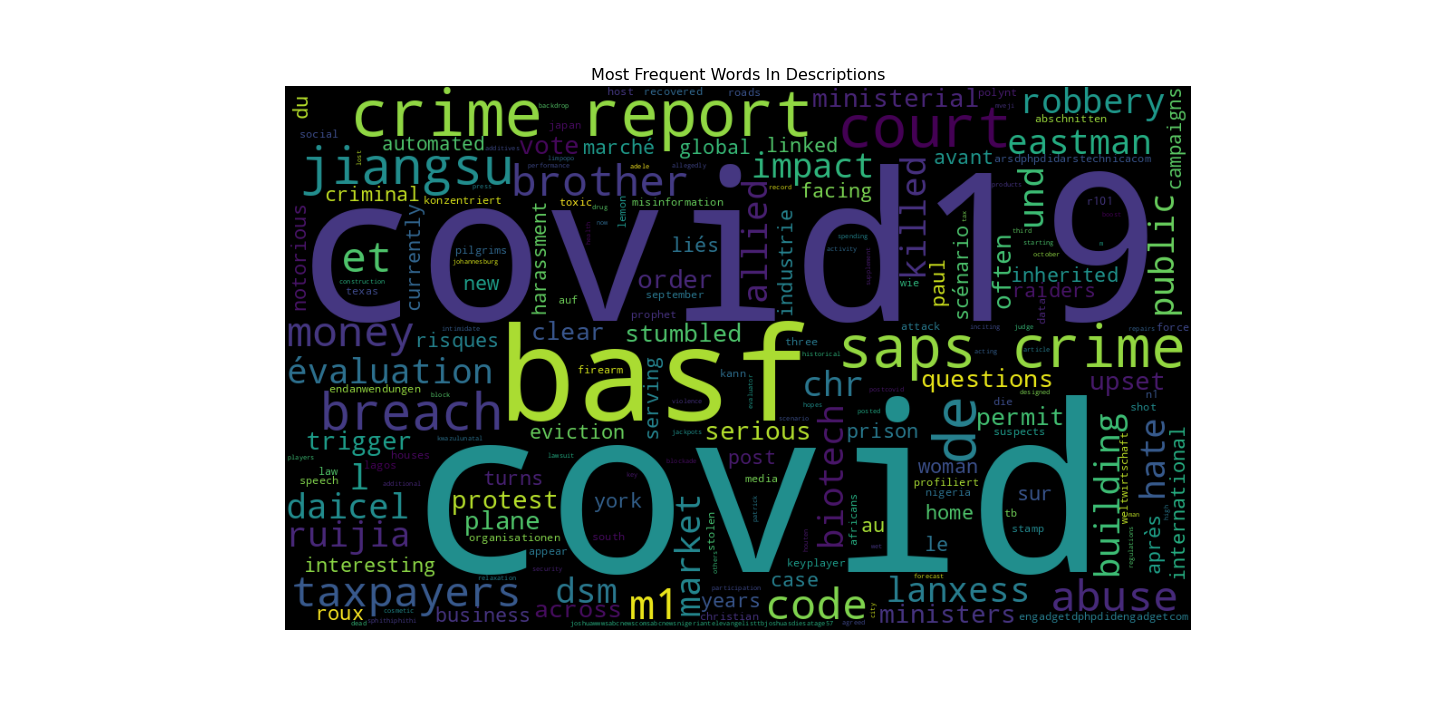 Most Frequent Words In Descriptions
du
crime report
host
recovered
roads
backdrop
ministerial
polynt
robbery
abschnitten
campaigns
social
japan
court
automated
vote
marché
global
linked
eastman
additives
jiangsu
brother
impact
avant
arsdphpdidarstechnicacom
limpopo
performance
lost
press
adele
allegedly
record
products
criminal
konzentriert
toxic
drug
lemon
misinformation
facing
killed
und
r101
public
notorious
covid19
currently
et
pilgrims
johannesburg
construction
texas
new
harassment
auf
now
liés
order
september
prophet
allied
industrie
spending
activity
wie
paul
scénario
tax
often
third
starting
october
inherited
raiders
data
money
risques
intimidate
clear
stumbled
three
historical
attack
inciting
judge
acting
article
repairs
force
basf
saps crime
évaluation
endanwendungen
block
firearm
serving
kann
evaluator
chr
questions
designed
upset
n1
breach
violence
hopes
scenario
posted
die
shot
de
permit
suspects
trigger
kwazulunatal
eviction
serious
jackpots
biotech
prison
building
hate
players
law
speech
lagos
houses
l
additional
lawsuit
turns
post
media
woman
profiliert
nigeria
weltwirtschaft
international
covid
daicel
protest
plane
york
market
stolen
patrick
africans
au
sur
home
tb
stamp
après
high
regulations
ruijia
organisationen
appear
south
others
keyplayer
le
interesting
relaxation
security
participation
case
forecast
taxpayers
cosmetic
dsm
m1
years
christian
code
lanxess
abuse
roux
business
across
city
agreed
ministers
engadgetdphpdidengadgetcom
dead